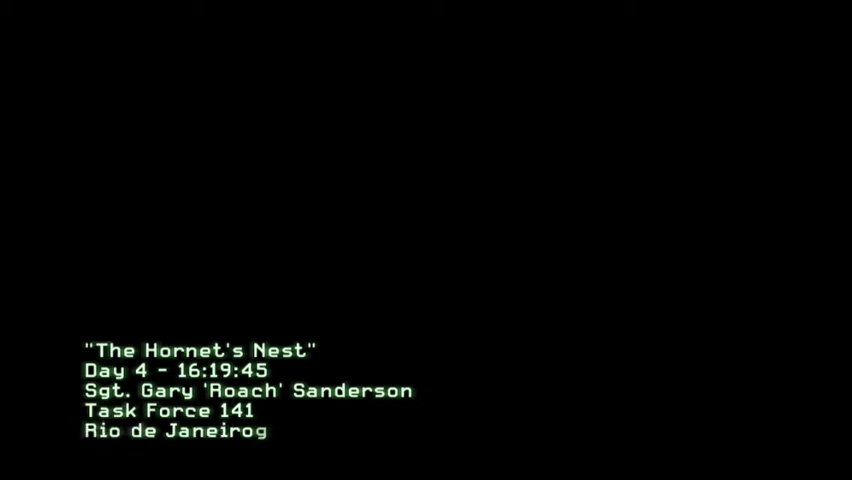 "The Hornet's Nest"
Day 4 - 16:19:45
Sgt. Gary 'Roach' Sanderson
Task Force 141
Rio de Janeirog